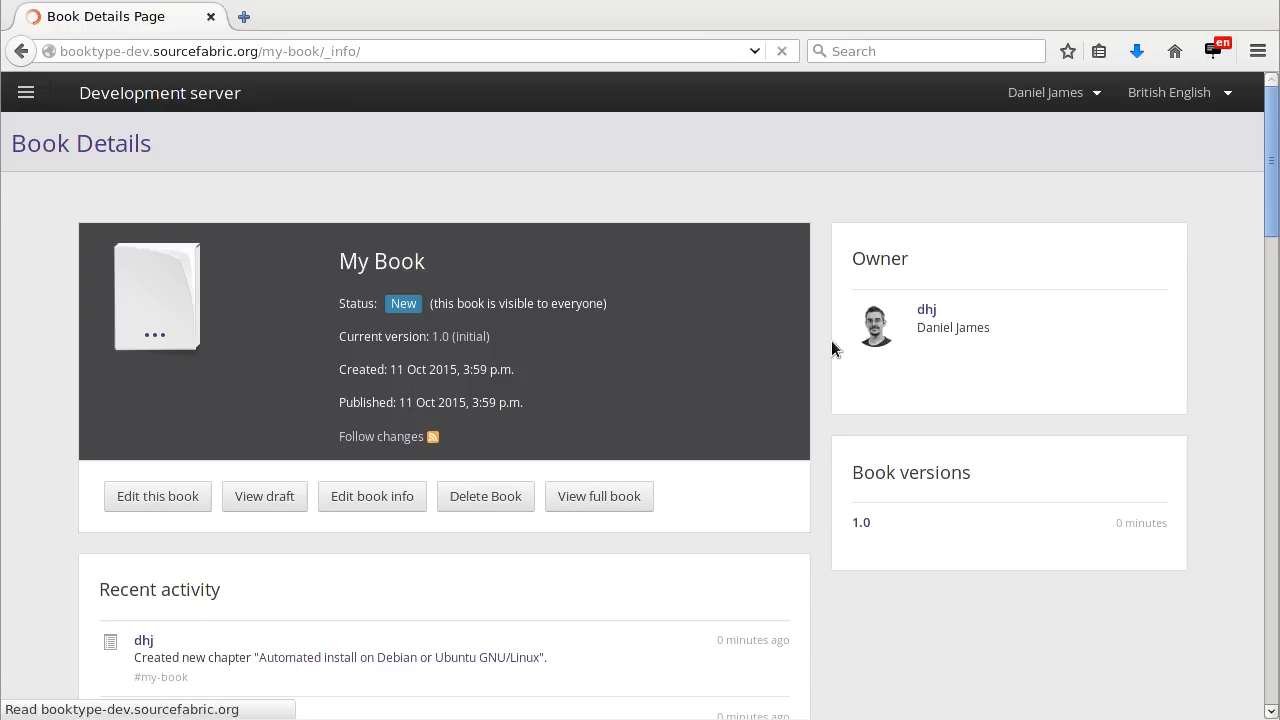 Book Details Page
booktype-dev.sourcefabric.org/my-book/_info/
Search
en
Development server
Daniel James
British English
Book Details
My Book
Status: New (this book is visible to everyone)
Current version: 1.0 (initial)
Created: 11 Oct 2015, 3:59 p.m.
Published: 11 Oct 2015, 3:59 p.m.
Follow changes
Edit this book
View draft
Edit book info
Delete Book
View full book
Owner
dhj
Daniel James
Book versions
1.0 0 minutes
Recent activity
dhj 0 minutes ago
Created new chapter "Automated install on Debian or Ubuntu GNU/Linux".
#my-book
0 minutes ago
Read booktype-dev.sourcefabric.org